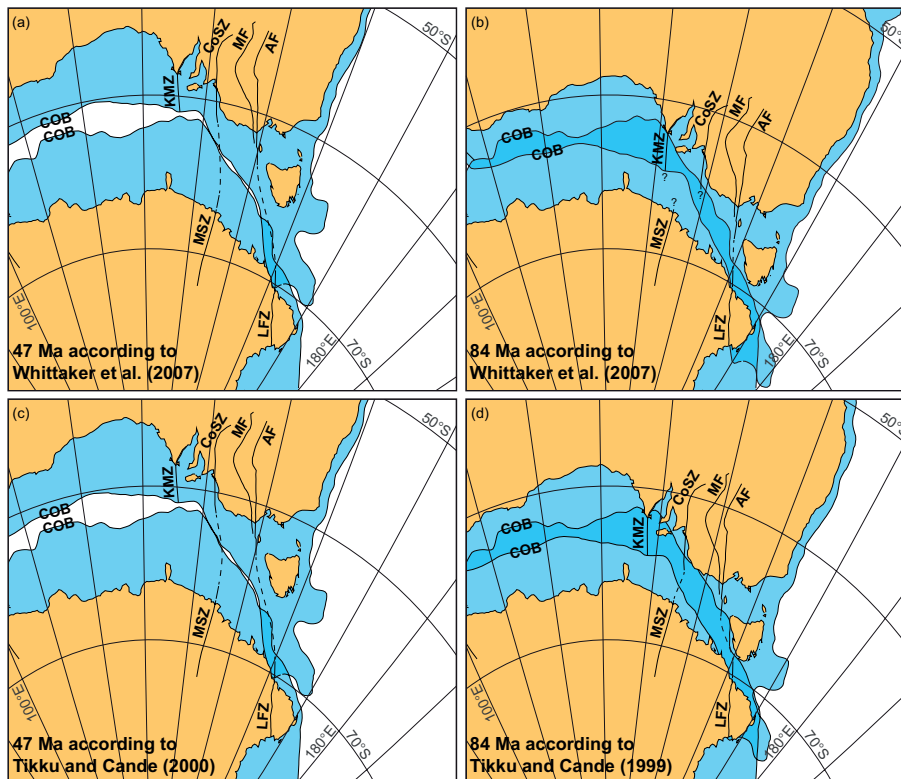 (a)
50°S
CoSZ
MF
AF
KMZ
COB
COB
MSZ
LFZ
100°E
180°E
70°S
47 Ma according to
Whittaker et al. (2007)
(b)
50°S
CoSZ
MF
AF
KMZ
COB
COB
?
?
?
MSZ
LFZ
100°E
180°E
70°S
84 Ma according to
Whittaker et al. (2007)
(c)
50°S
CoSZ
MF
AF
KMZ
COB
COB
MSZ
LFZ
100°E
180°E
70°S
47 Ma according to
Tikku and Cande (2000)
(d)
50°S
CoSZ
MF
AF
KMZ
COB
COB
MSZ
LFZ
100°E
180°E
70°S
84 Ma according to
Tikku and Cande (1999)